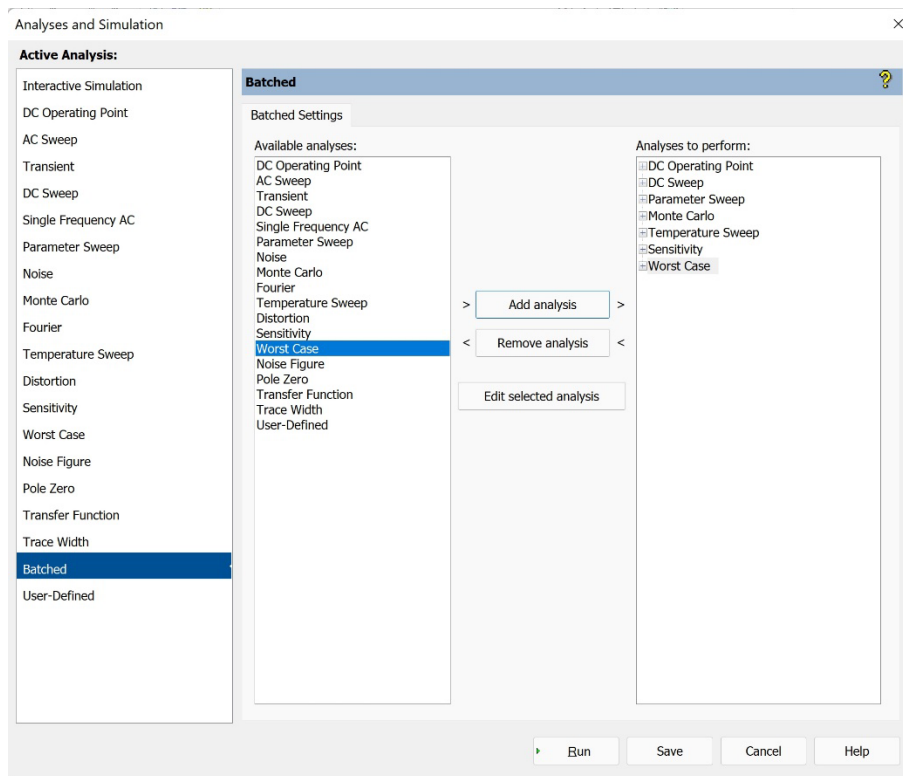 Analyses and Simulation
Active Analysis:
Interactive Simulation
DC Operating Point
AC Sweep
Transient
DC Sweep
Single Frequency AC
Parameter Sweep
Noise
Monte Carlo
Fourier
Temperature Sweep
Distortion
Sensitivity
Worst Case
Noise Figure
Pole Zero
Transfer Function
Trace Width
Batched
User-Defined
Batched
Batched Settings
Available analyses:
DC Operating Point
AC Sweep
Transient
DC Sweep
Single Frequency AC
Parameter Sweep
Noise
Monte Carlo
Fourier
Temperature Sweep
Distortion
Sensitivity
Worst Case
Noise Figure
Pole Zero
Transfer Function
Trace Width
User-Defined
> Add analysis >
< Remove analysis <
Edit selected analysis
Analyses to perform:
DC Operating Point
DC Sweep
Parameter Sweep
Monte Carlo
Temperature Sweep
Sensitivity
Worst Case
Run
Save
Cancel
Help